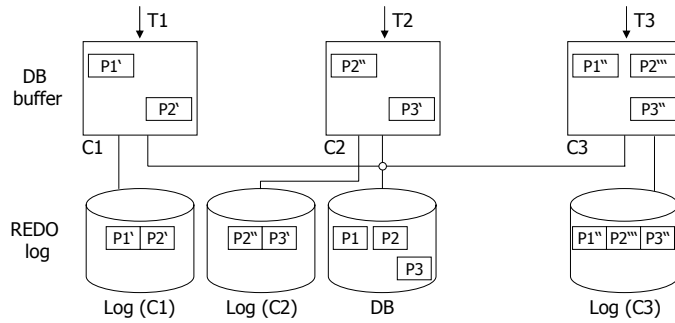 T1 T2 T3
P1‘ P2‘‘ P1‘‘ P2‘‘‘
DB
buffer
P2‘ P3‘ P3‘‘
C1 C2 C3
REDO
log
P1‘ P2‘ P2‘‘ P3‘ P1 P2 P1‘‘ P2‘‘‘ P3‘‘
P3
Log (C1) Log (C2) DB Log (C3)